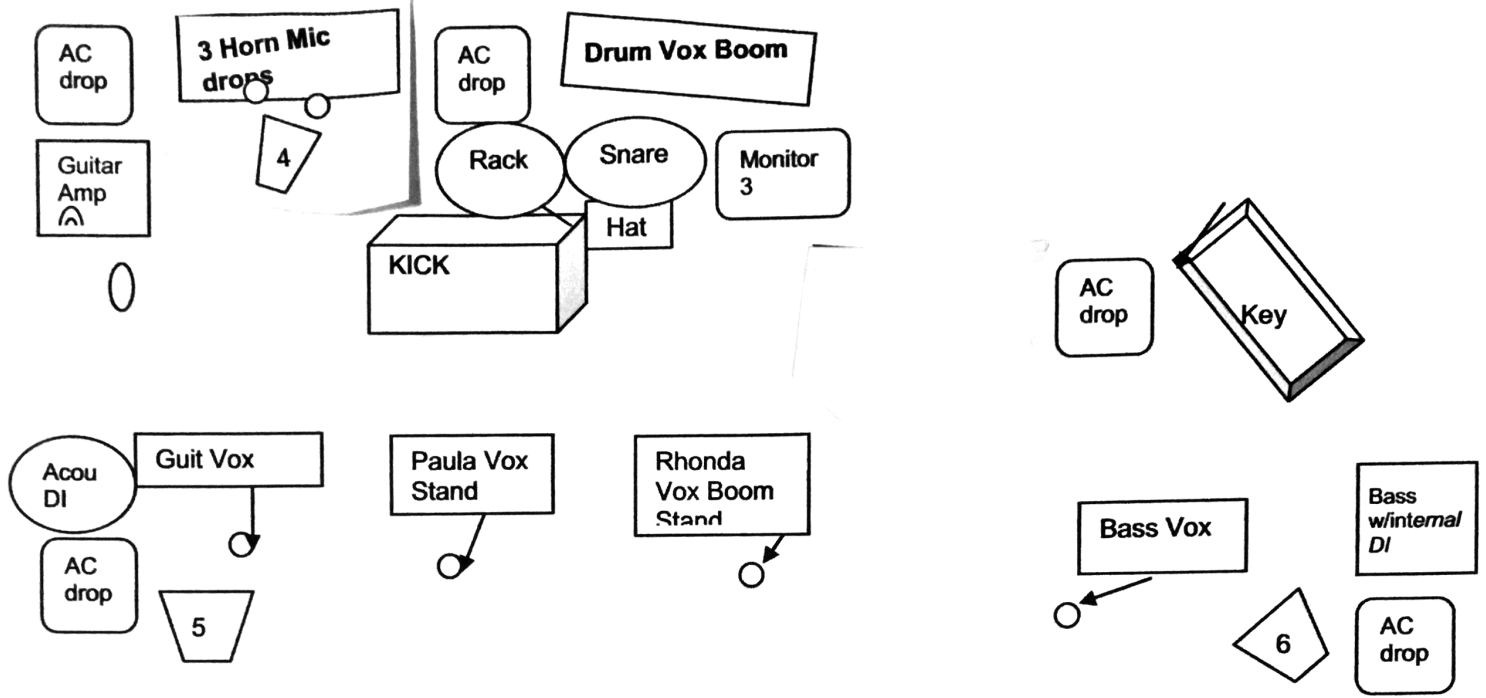 AC
drop
3 Horn Mic
drops
AC
drop
Drum Vox Boom
Guitar
Amp
4
Rack
Snare
Monitor
3
Hat
KICK
AC
drop
Key
Acou
DI
Guit Vox
Paula Vox
Stand
Rhonda
Vox Boom
Stand
Bass Vox
Bass
w/internal
DI
AC
drop
5
6
AC
drop